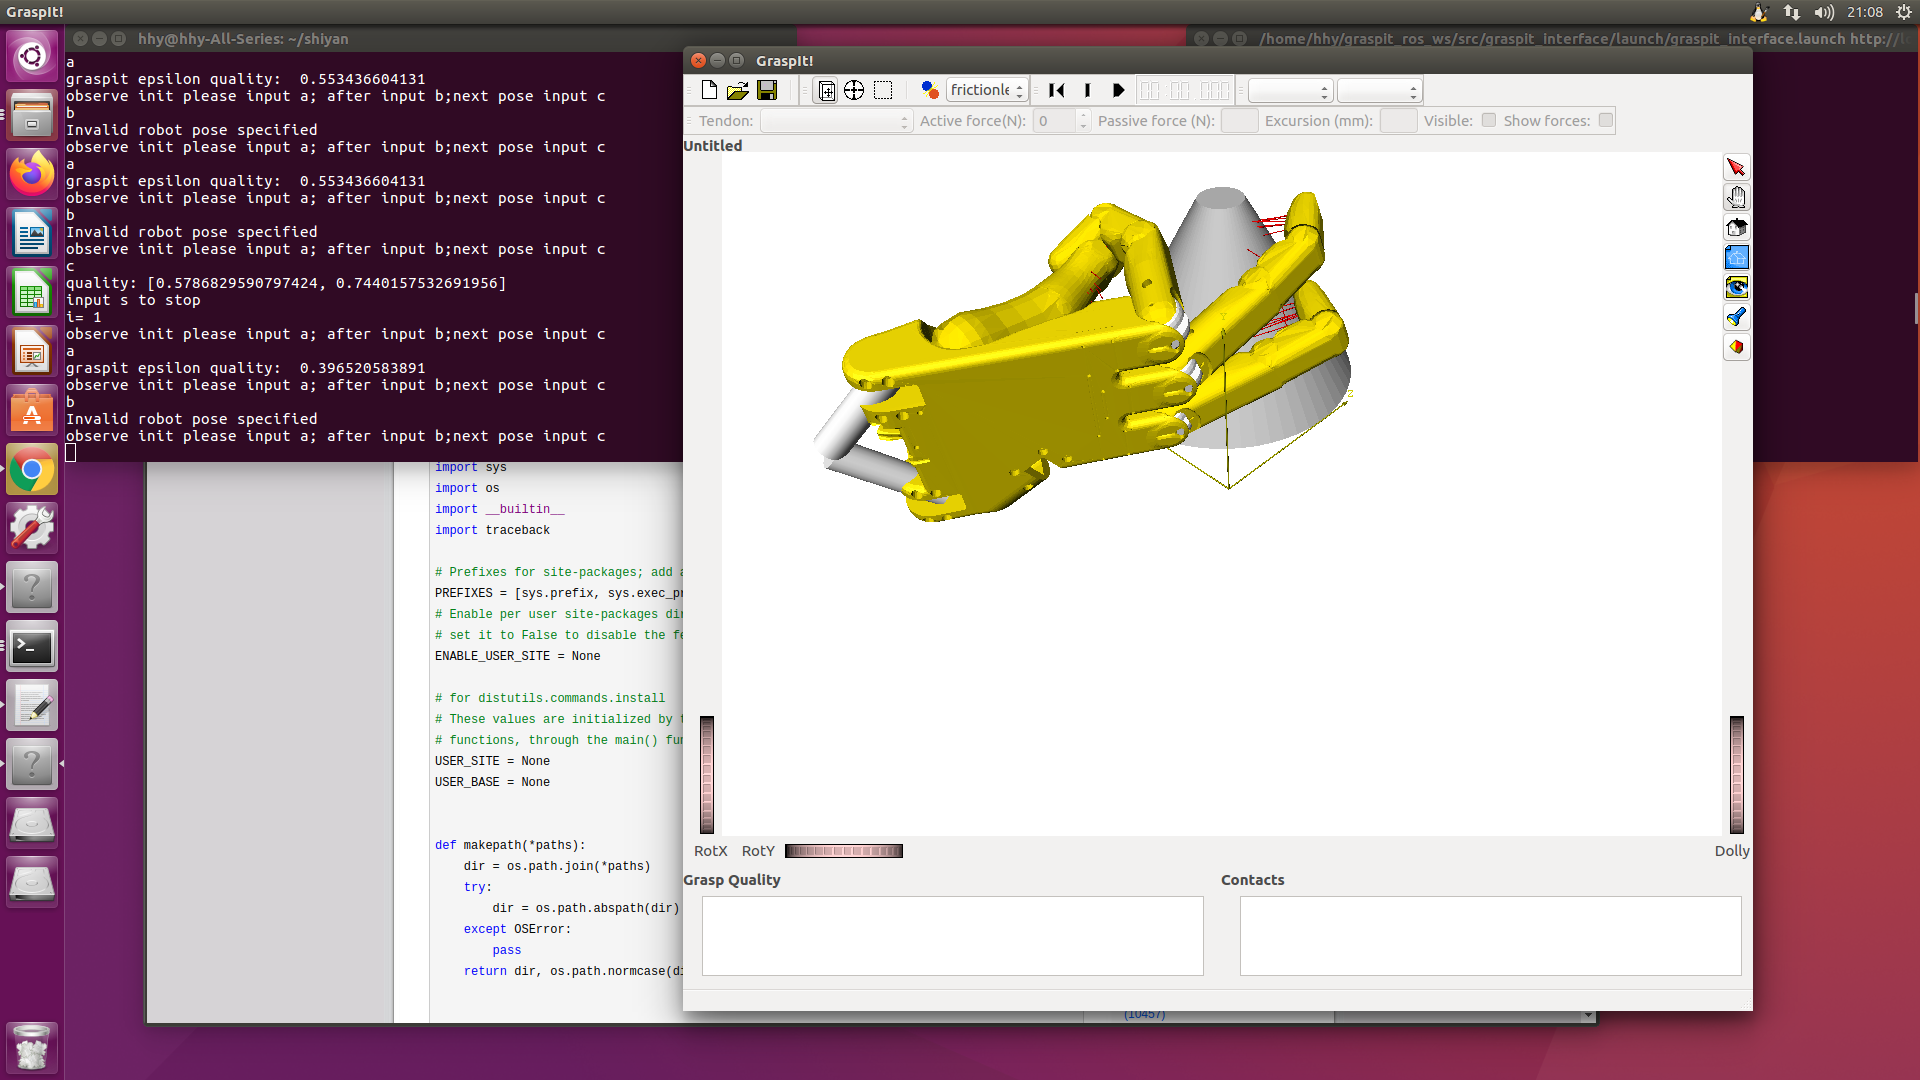 GraspIt!
21:08
hhy@hhy-All-Series: ~/shiyan
/home/hhy/graspit_ros_ws/src/graspit_interface/launch/graspit_interface.launch http://
a
graspit epsilon quality:  0.553436604131
observe init please input a; after input b;next pose input c
b
Invalid robot pose specified
observe init please input a; after input b;next pose input c
a
graspit epsilon quality:  0.553436604131
observe init please input a; after input b;next pose input c
b
Invalid robot pose specified
observe init please input a; after input b;next pose input c
c
quality: [0.5786829590797424, 0.7440157532691956]
input s to stop
i= 1
observe init please input a; after input b;next pose input c
a
graspit epsilon quality:  0.396520583891
observe init please input a; after input b;next pose input c
b
Invalid robot pose specified
observe init please input a; after input b;next pose input c
import sys
import os
import __builtin__
import traceback
# Prefixes for site-packages; add a
PREFIXES = [sys.prefix, sys.exec_pr
# Enable per user site-packages dir
# set it to False to disable the fe
ENABLE_USER_SITE = None
# for distutils.commands.install
# These values are initialized by t
# functions, through the main() fun
USER_SITE = None
USER_BASE = None
def makepath(*paths):
dir = os.path.join(*paths)
try:
dir = os.path.abspath(dir)
except OSError:
pass
return dir, os.path.normcase(di
(10457)
GraspIt!
frictionle
Tendon:
Active force(N):
0
Passive force (N):
Excursion (mm):
Visible:
Show forces:
Untitled
Y
Z
RotX
RotY
Dolly
Grasp Quality
Contacts